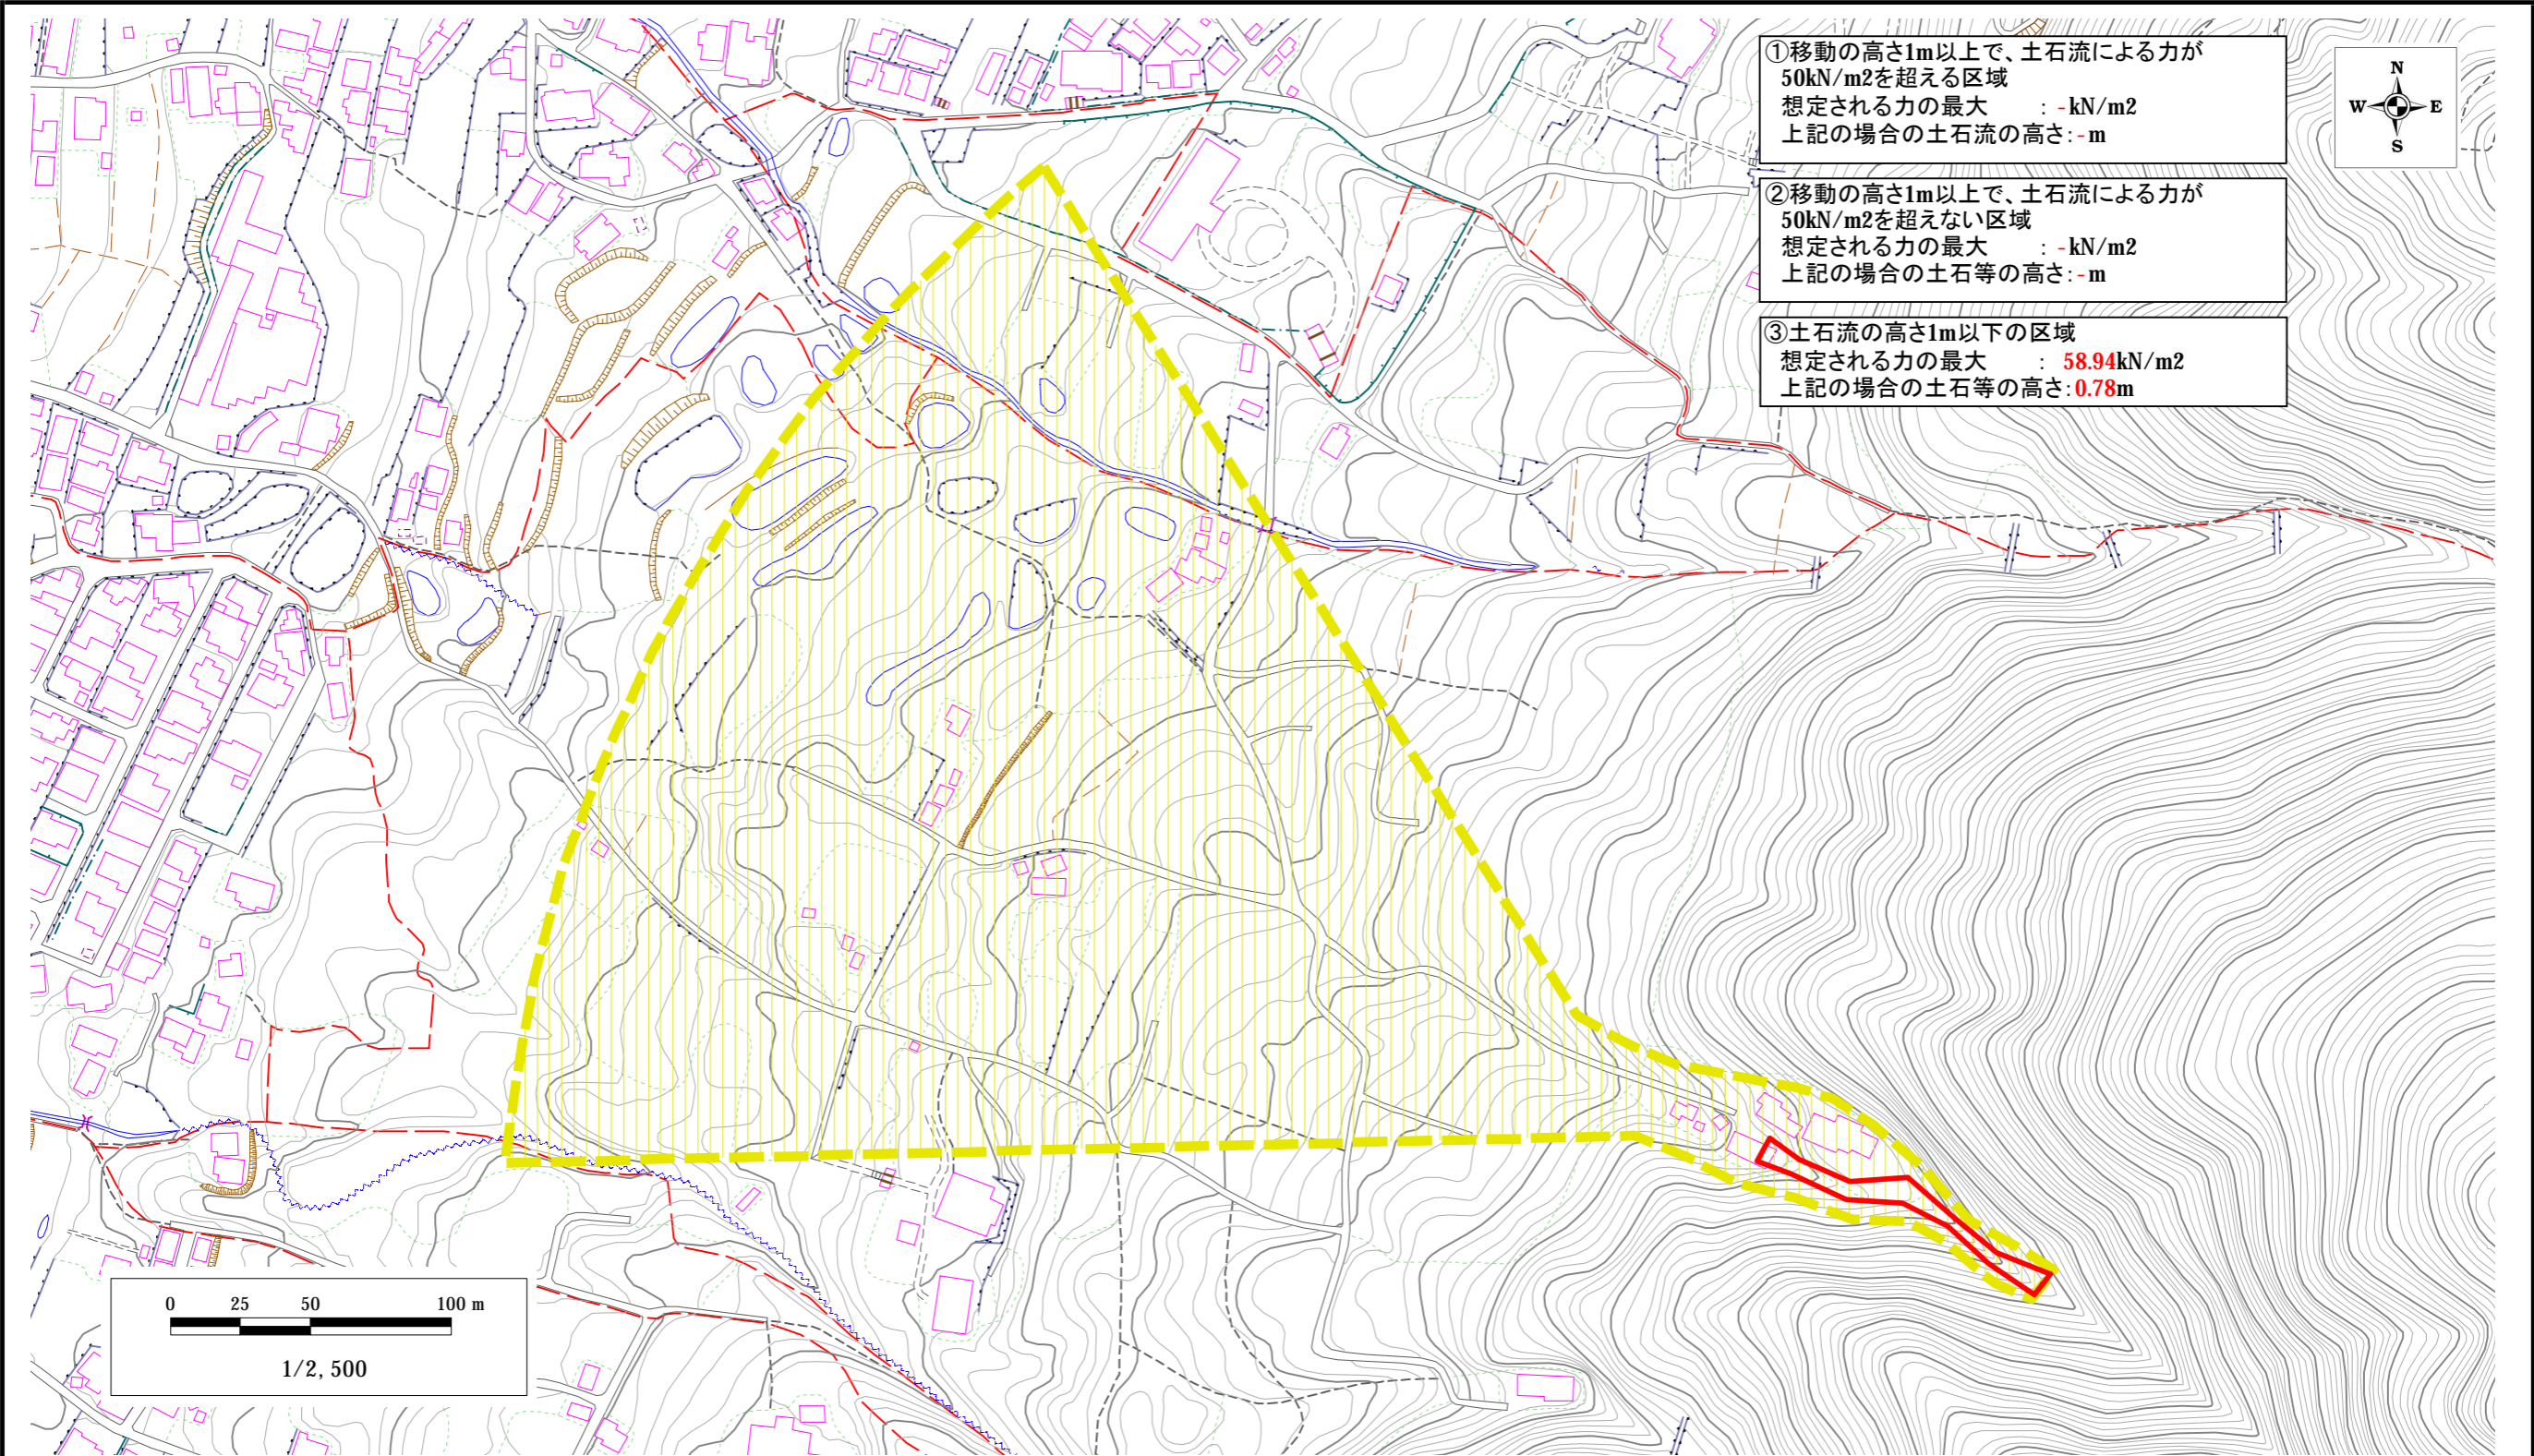 ①移動の高さ1m以上で、土石流による力が
50kN/m2を超える区域
想定される力の最大 : -kN/m2
上記の場合の土石流の高さ:-m
②移動の高さ1m以上で、土石流による力が
50kN/m2を超えない区域
想定される力の最大 : -kN/m2
上記の場合の土石等の高さ:-m
③土石流の高さ1m以下の区域
想定される力の最大 : 58.94kN/m2
上記の場合の土石等の高さ:0.78m
N
W E
S
0 25 50 100 m
1/2,500